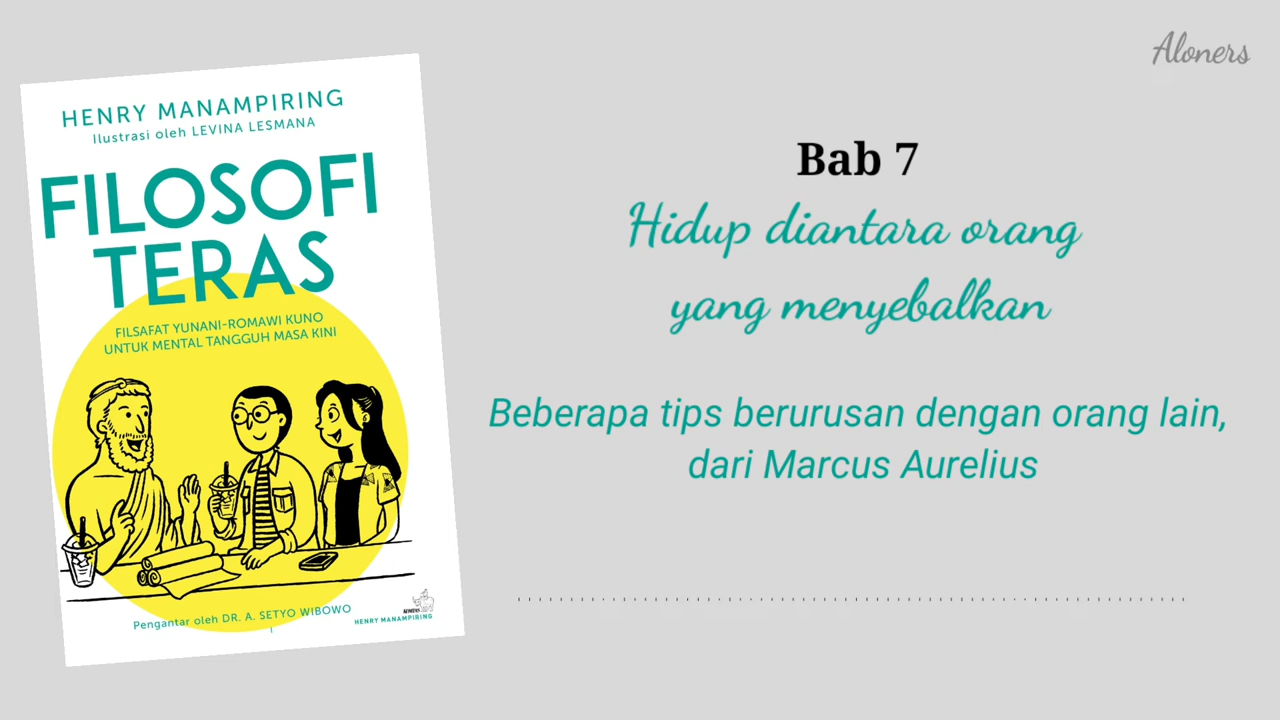 HENRY MANAMPIRING
Ilustrasi oleh LEVINA LESMANA
FILOSOFI
TERAS
FILSAFAT YUNANI-ROMAWI KUNO
UNTUK MENTAL TANGGUH MASA KINI
Pengantar oleh DR. A. SETYO WIBOWO
KOMPAS
HENRY MANAMPIRING
Aloners
Bab 7
Hidup diantara orang
yang menyebalkan
Beberapa tips berurusan dengan orang lain,
dari Marcus Aurelius